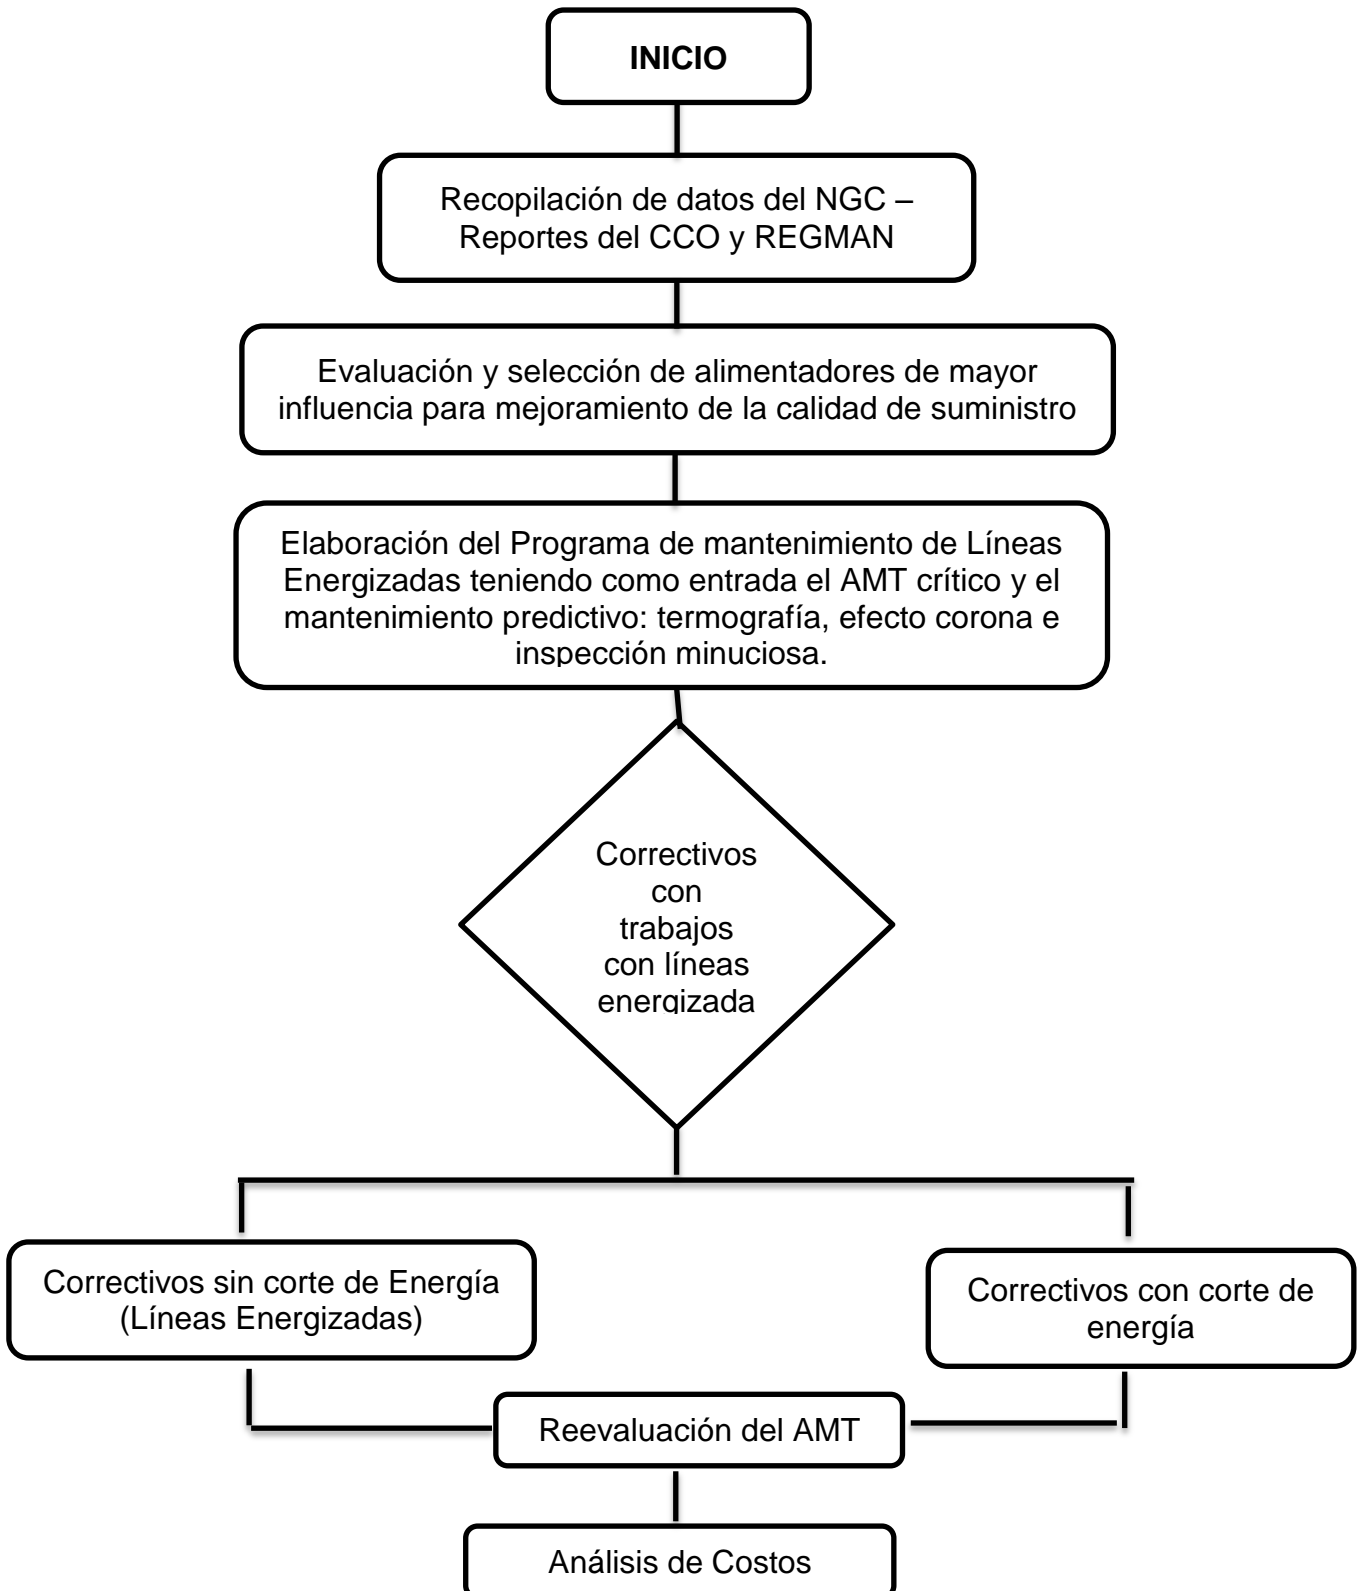 INICIO
Recopilación de datos del NGC –
Reportes del CCO y REGMAN
Evaluación y selección de alimentadores de mayor
influencia para mejoramiento de la calidad de suministro
Elaboración del Programa de mantenimiento de Líneas
Energizadas teniendo como entrada el AMT crítico y el
mantenimiento predictivo: termografía, efecto corona e
inspección minuciosa.
Correctivos
con
trabajos
con líneas
energizada
Correctivos sin corte de Energía
(Líneas Energizadas)
Correctivos con corte de
energía
Reevaluación del AMT
Análisis de Costos